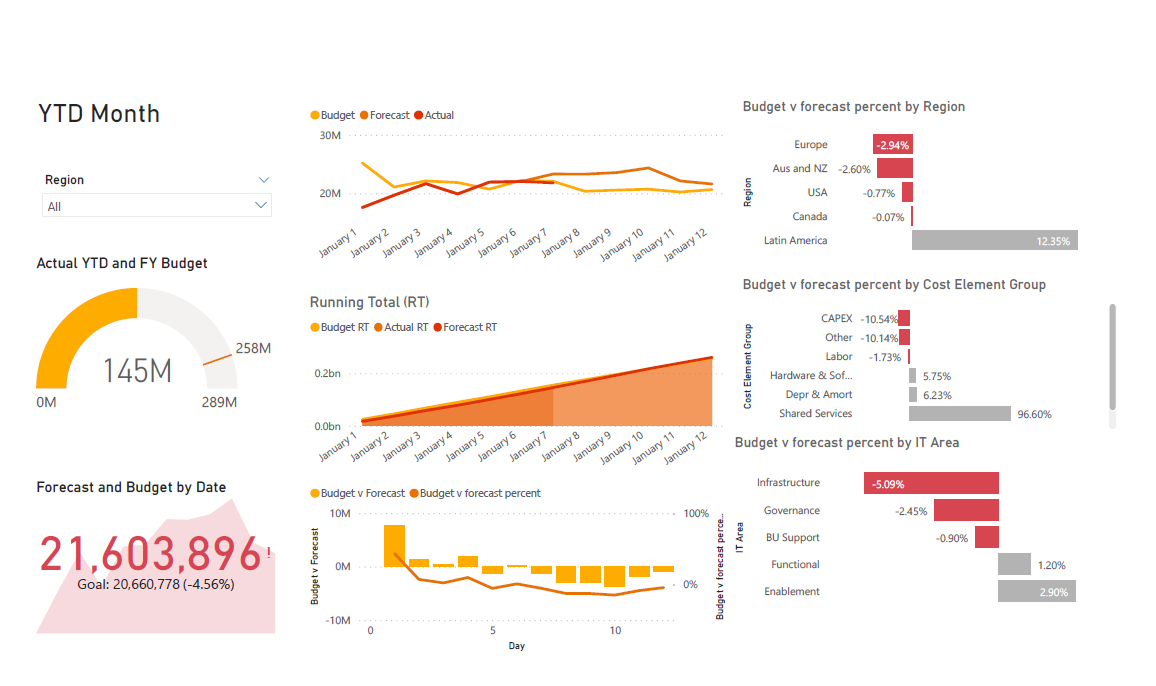 YTD Month
Region
All
Actual YTD and FY Budget
258M
145M
0M
289M
Forecast and Budget by Date
21,603,896!
Goal: 20,660,778 (-4.56%)
Budget Forecast Actual
30M
20M
January 1
January 2
January 3
January 4
January 5
January 6
January 7
January 8
January 9
January 10
January 11
January 12
Running Total (RT)
Budget RT Actual RT Forecast RT
0.2bn
0.0bn
January 1
January 2
January 3
January 4
January 5
January 6
January 7
January 8
January 9
January 10
January 11
January 12
Budget v Forecast Budget v forecast percent
Budget v Forecast
10M
0M
-10M
100%
0%
Budget v forecast perce...
0 5 10
Day
Budget v forecast percent by Region
Region
Europe -2.94%
Aus and NZ -2.60%
USA -0.77%
Canada -0.07%
Latin America 12.35%
Budget v forecast percent by Cost Element Group
Cost Element Group
CAPEX -10.54%
Other -10.14%
Labor -1.73%
Hardware & Sof... 5.75%
Depr & Amort 6.23%
Shared Services 96.60%
Budget v forecast percent by IT Area
IT Area
Infrastructure -5.09%
Governance -2.45%
BU Support -0.90%
Functional 1.20%
Enablement 2.90%